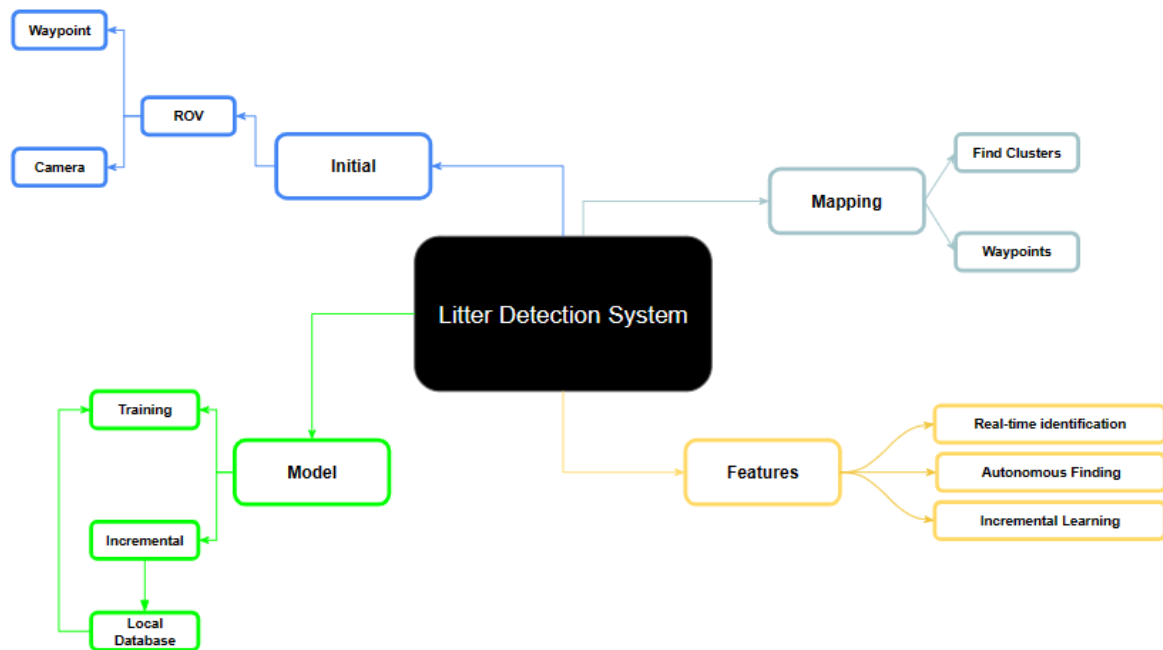 Waypoint
ROV
Camera
Initial
Find Clusters
Mapping
Waypoints
Litter Detection System
Training
Model
Incremental
Local
Database
Real-time identification
Features
Autonomous Finding
Incremental Learning